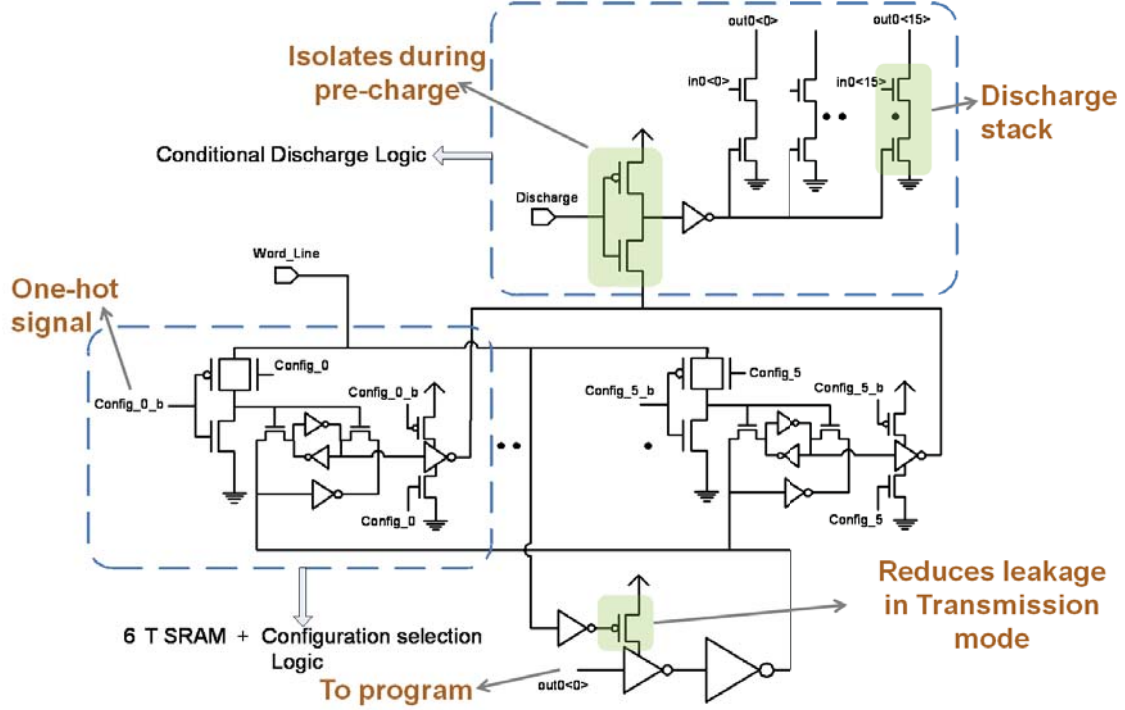 out0<0>
out0<15>
Isolates during
pre-charge
in0<0>
in0<15>
Discharge
stack
Conditional Discharge Logic
Discharge
Word_Line
One-hot
signal
Config_0
Config_5
Config_0_b
Config_0_b
Config_5_b
Config_5_b
Config_0
Config_5
Reduces leakage
in Transmission
mode
6 T SRAM + Configuration selection
Logic
To program
out0<0>